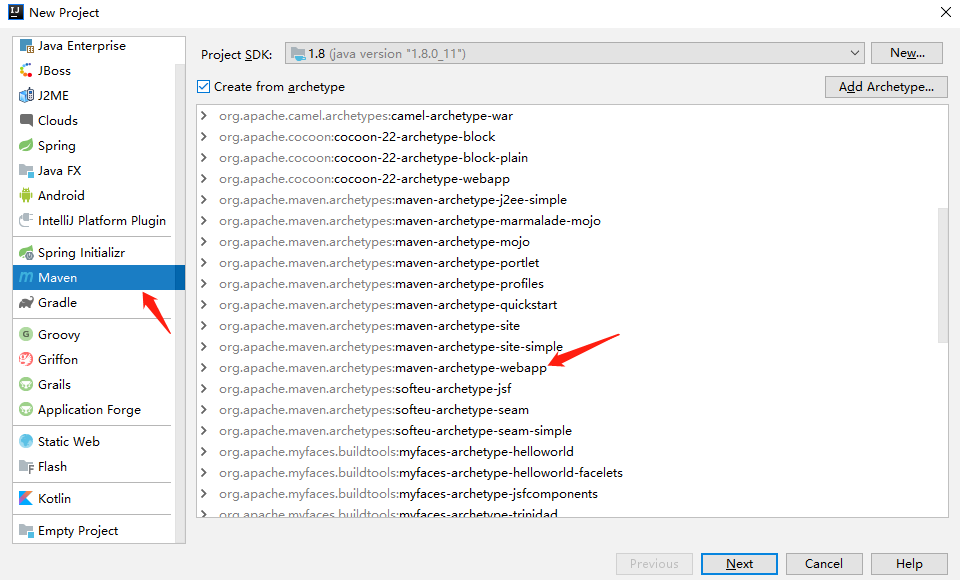 New Project
Java Enterprise
JBoss
J2ME
Clouds
Spring
Java FX
Android
IntelliJ Platform Plugin
Spring Initializr
Maven
Gradle
Groovy
Griffon
Grails
Application Forge
Static Web
Flash
Kotlin
Empty Project
Project SDK: 1.8 (java version "1.8.0_11") New...
Create from archetype Add Archetype...
org.apache.camel.archetypes:camel-archetype-war
org.apache.cocoon:cocoon-22-archetype-block
org.apache.cocoon:cocoon-22-archetype-block-plain
org.apache.cocoon:cocoon-22-archetype-webapp
org.apache.maven.archetypes:maven-archetype-j2ee-simple
org.apache.maven.archetypes:maven-archetype-marmalade-mojo
org.apache.maven.archetypes:maven-archetype-mojo
org.apache.maven.archetypes:maven-archetype-portlet
org.apache.maven.archetypes:maven-archetype-profiles
org.apache.maven.archetypes:maven-archetype-quickstart
org.apache.maven.archetypes:maven-archetype-site
org.apache.maven.archetypes:maven-archetype-site-simple
org.apache.maven.archetypes:maven-archetype-webapp
org.apache.maven.archetypes:softeu-archetype-jsf
org.apache.maven.archetypes:softeu-archetype-seam
org.apache.maven.archetypes:softeu-archetype-seam-simple
org.apache.myfaces.buildtools:myfaces-archetype-helloworld
org.apache.myfaces.buildtools:myfaces-archetype-helloworld-facelets
org.apache.myfaces.buildtools:myfaces-archetype-jsfcomponents
org.apache.myfaces.buildtools:myfaces-archetype-trinidad
Previous Next Cancel Help